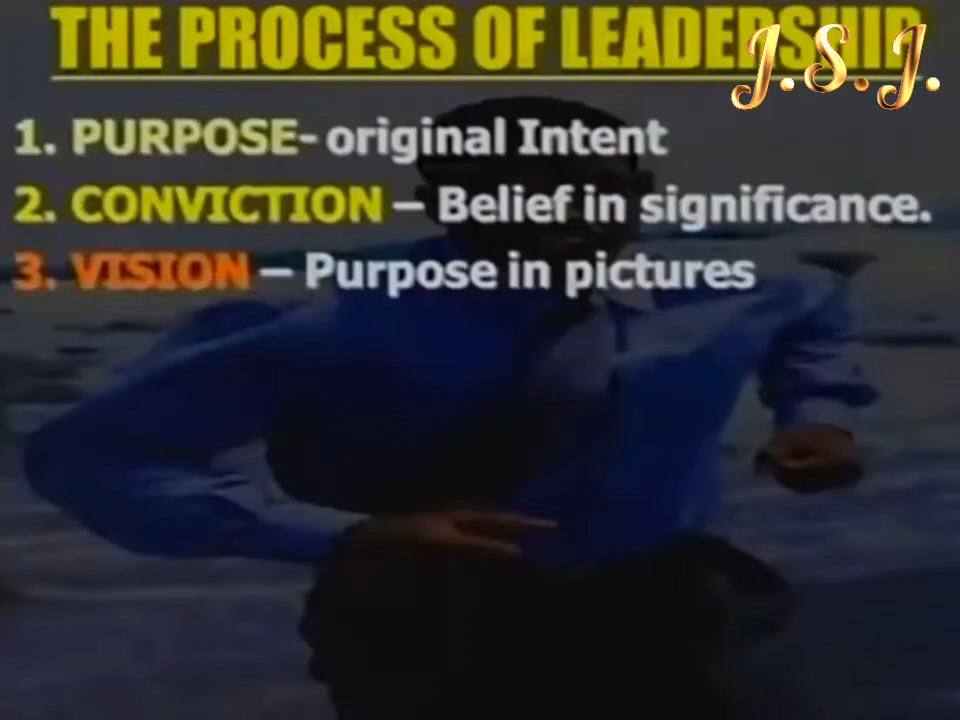 THE PROCESS OF LEADERSHIP
J.S.J.
1. PURPOSE- original Intent
2. CONVICTION – Belief in significance.
3. VISION – Purpose in pictures